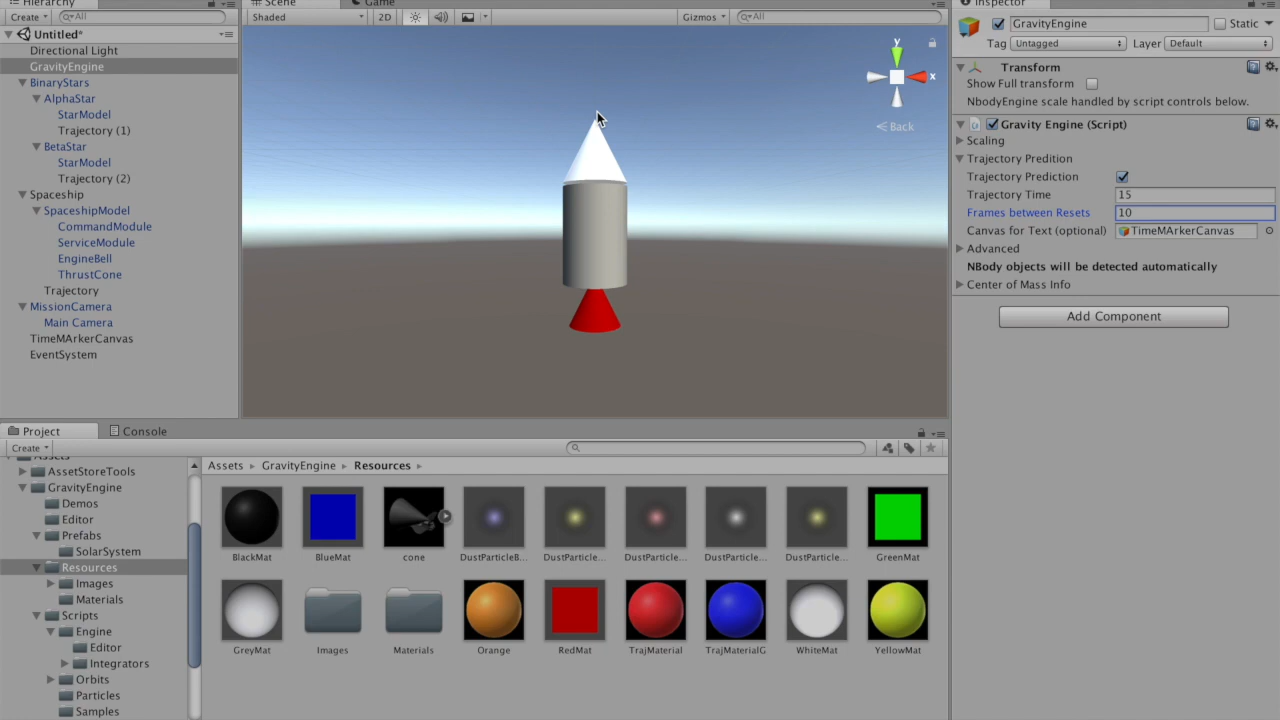 Hierarchy
Create
All
Untitled*
Directional Light
GravityEngine
BinaryStars
AlphaStar
StarModel
Trajectory (1)
BetaStar
StarModel
Trajectory (2)
Spaceship
SpaceshipModel
CommandModule
ServiceModule
EngineBell
ThrustCone
Trajectory
MissionCamera
Main Camera
TimeMArkerCanvas
EventSystem
Scene
Game
Shaded
2D
Gizmos
All
y
x
Back
Inspector
GravityEngine
Static
Tag
Untagged
Layer
Default
Transform
Show Full transform
NbodyEngine scale handled by script controls below.
Gravity Engine (Script)
Scaling
Trajectory Predition
Trajectory Prediction
Trajectory Time
15
Frames between Resets
10
Canvas for Text (optional)
TimeMArkerCanvas
Advanced
NBody objects will be detected automatically
Center of Mass Info
Add Component
Project
Console
Create
Assets
AssetStoreTools
GravityEngine
Demos
Editor
Prefabs
SolarSystem
Resources
Images
Materials
Scripts
Engine
Editor
Integrators
Orbits
Particles
Samples
Assets
GravityEngine
Resources
BlackMat
BlueMat
cone
DustParticleB...
DustParticle...
DustParticle...
DustParticle...
DustParticle...
GreenMat
GreyMat
Images
Materials
Orange
RedMat
TrajMaterial
TrajMaterialG
WhiteMat
YellowMat